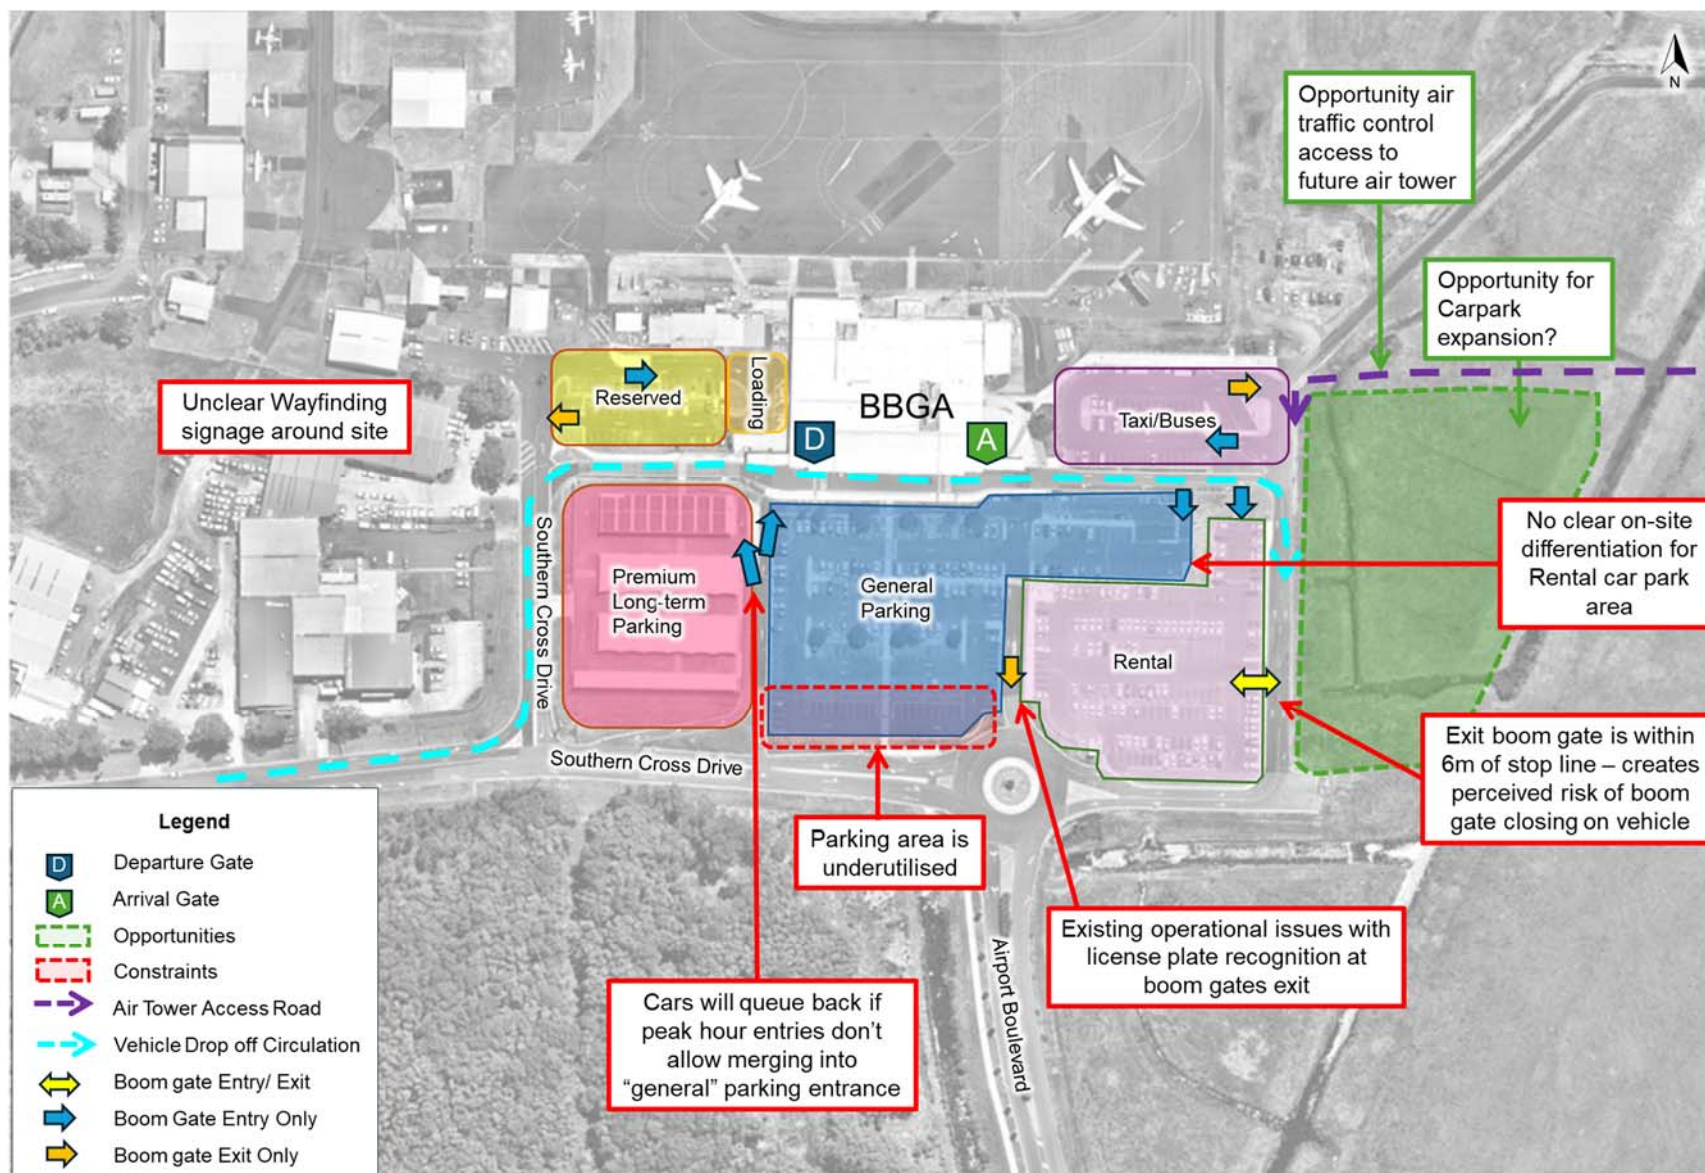 N
Opportunity air
traffic control
access to
future air tower
Opportunity for
Carpark
expansion?
Unclear Wayfinding
signage around site
Reserved
Loading
BBGA
D
A
Taxi/Buses
No clear on-site
differentiation for
Rental car park
area
Southern Cross Drive
Premium
Long-term
Parking
General
Parking
Rental
Exit boom gate is within
6m of stop line – creates
perceived risk of boom
gate closing on vehicle
Southern Cross Drive
Parking area is
underutilised
Existing operational issues with
license plate recognition at
boom gates exit
Airport Boulevard
Cars will queue back if
peak hour entries don’t
allow merging into
“general” parking entrance
Legend
D Departure Gate
A Arrival Gate
Opportunities
Constraints
Air Tower Access Road
Vehicle Drop off Circulation
Boom gate Entry/ Exit
Boom Gate Entry Only
Boom gate Exit Only